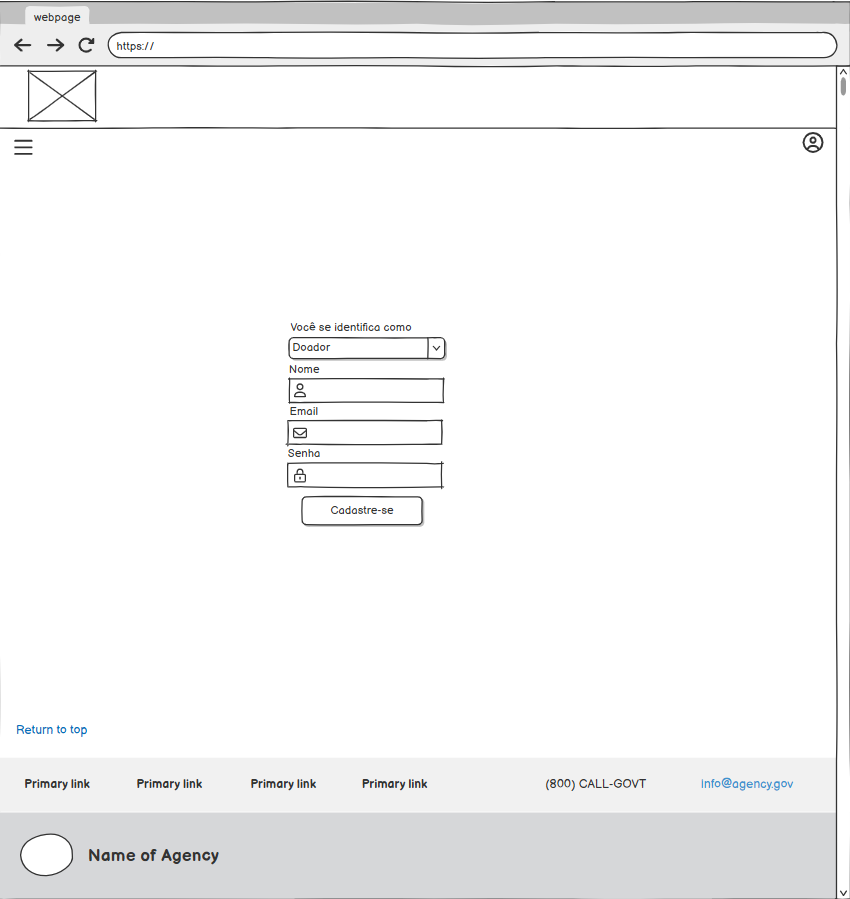 webpage
https://
Você se identifica como
Doador
Nome
Email
Senha
Cadastre-se
Return to top
Primary link Primary link Primary link Primary link (800) CALL-GOVT info@agency.gov
Name of Agency